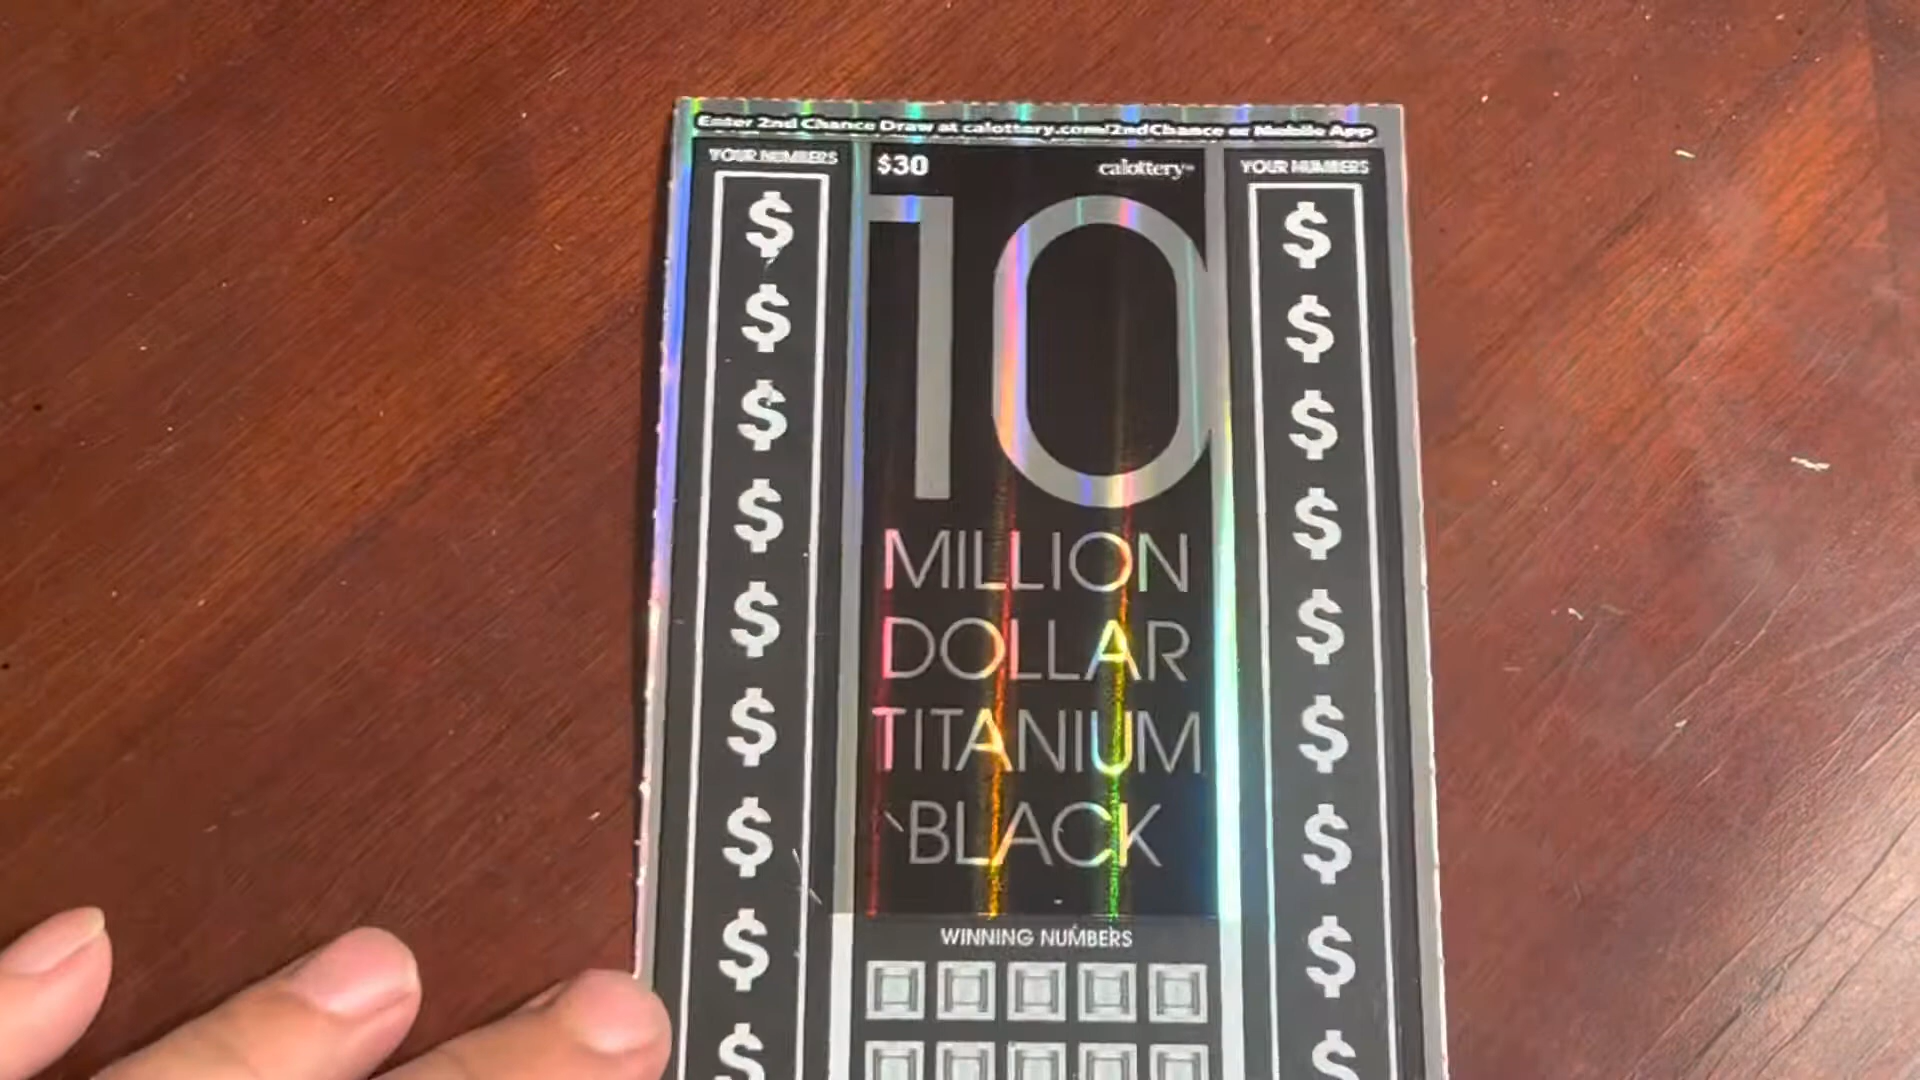 Enter 2nd Chance Draw at calottery.com/2ndChance or Mobile App
YOUR NUMBERS
$30
calottery™
YOUR NUMBERS
10
MILLION
DOLLAR
TITANIUM
BLACK
WINNING NUMBERS
$ $
$ $
$ $
$ $
$ $
$ $
$ $
$ $
$ $